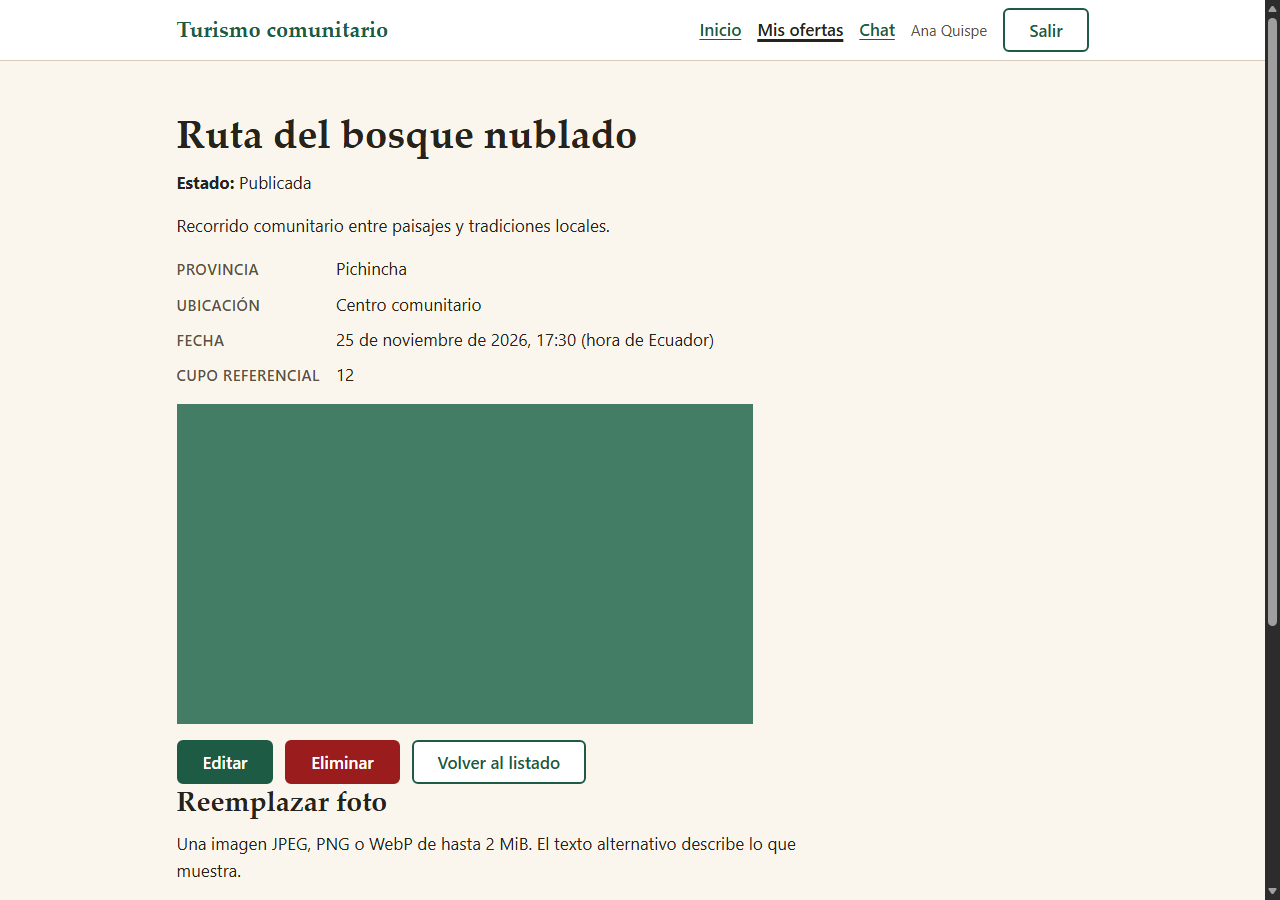 Turismo comunitario
Inicio Mis ofertas Chat Ana Quispe Salir
Ruta del bosque nublado
Estado: Publicada
Recorrido comunitario entre paisajes y tradiciones locales.
PROVINCIA Pichincha
UBICACIÓN Centro comunitario
FECHA 25 de noviembre de 2026, 17:30 (hora de Ecuador)
CUPO REFERENCIAL 12
Editar Eliminar Volver al listado
Reemplazar foto
Una imagen JPEG, PNG o WebP de hasta 2 MiB. El texto alternativo describe lo que
muestra.